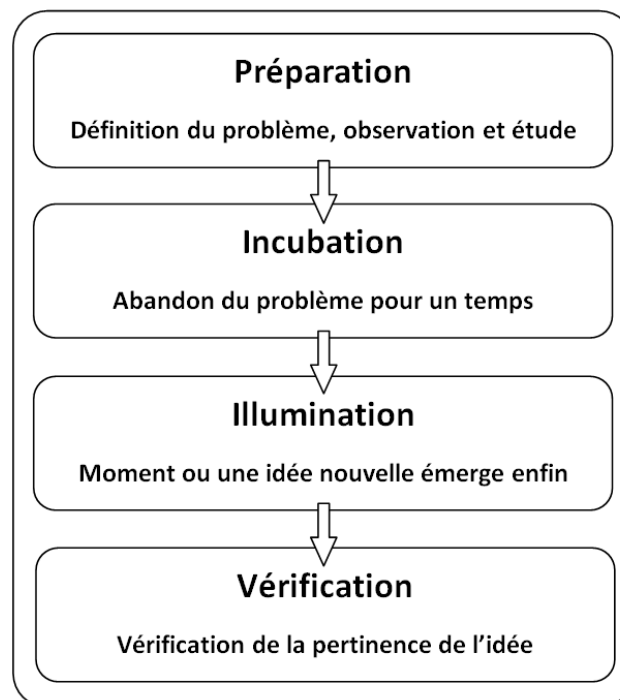 Préparation
Définition du problème, observation et étude
Incubation
Abandon du problème pour un temps
Illumination
Moment ou une idée nouvelle émerge enfin
Vérification
Vérification de la pertinence de l’idée